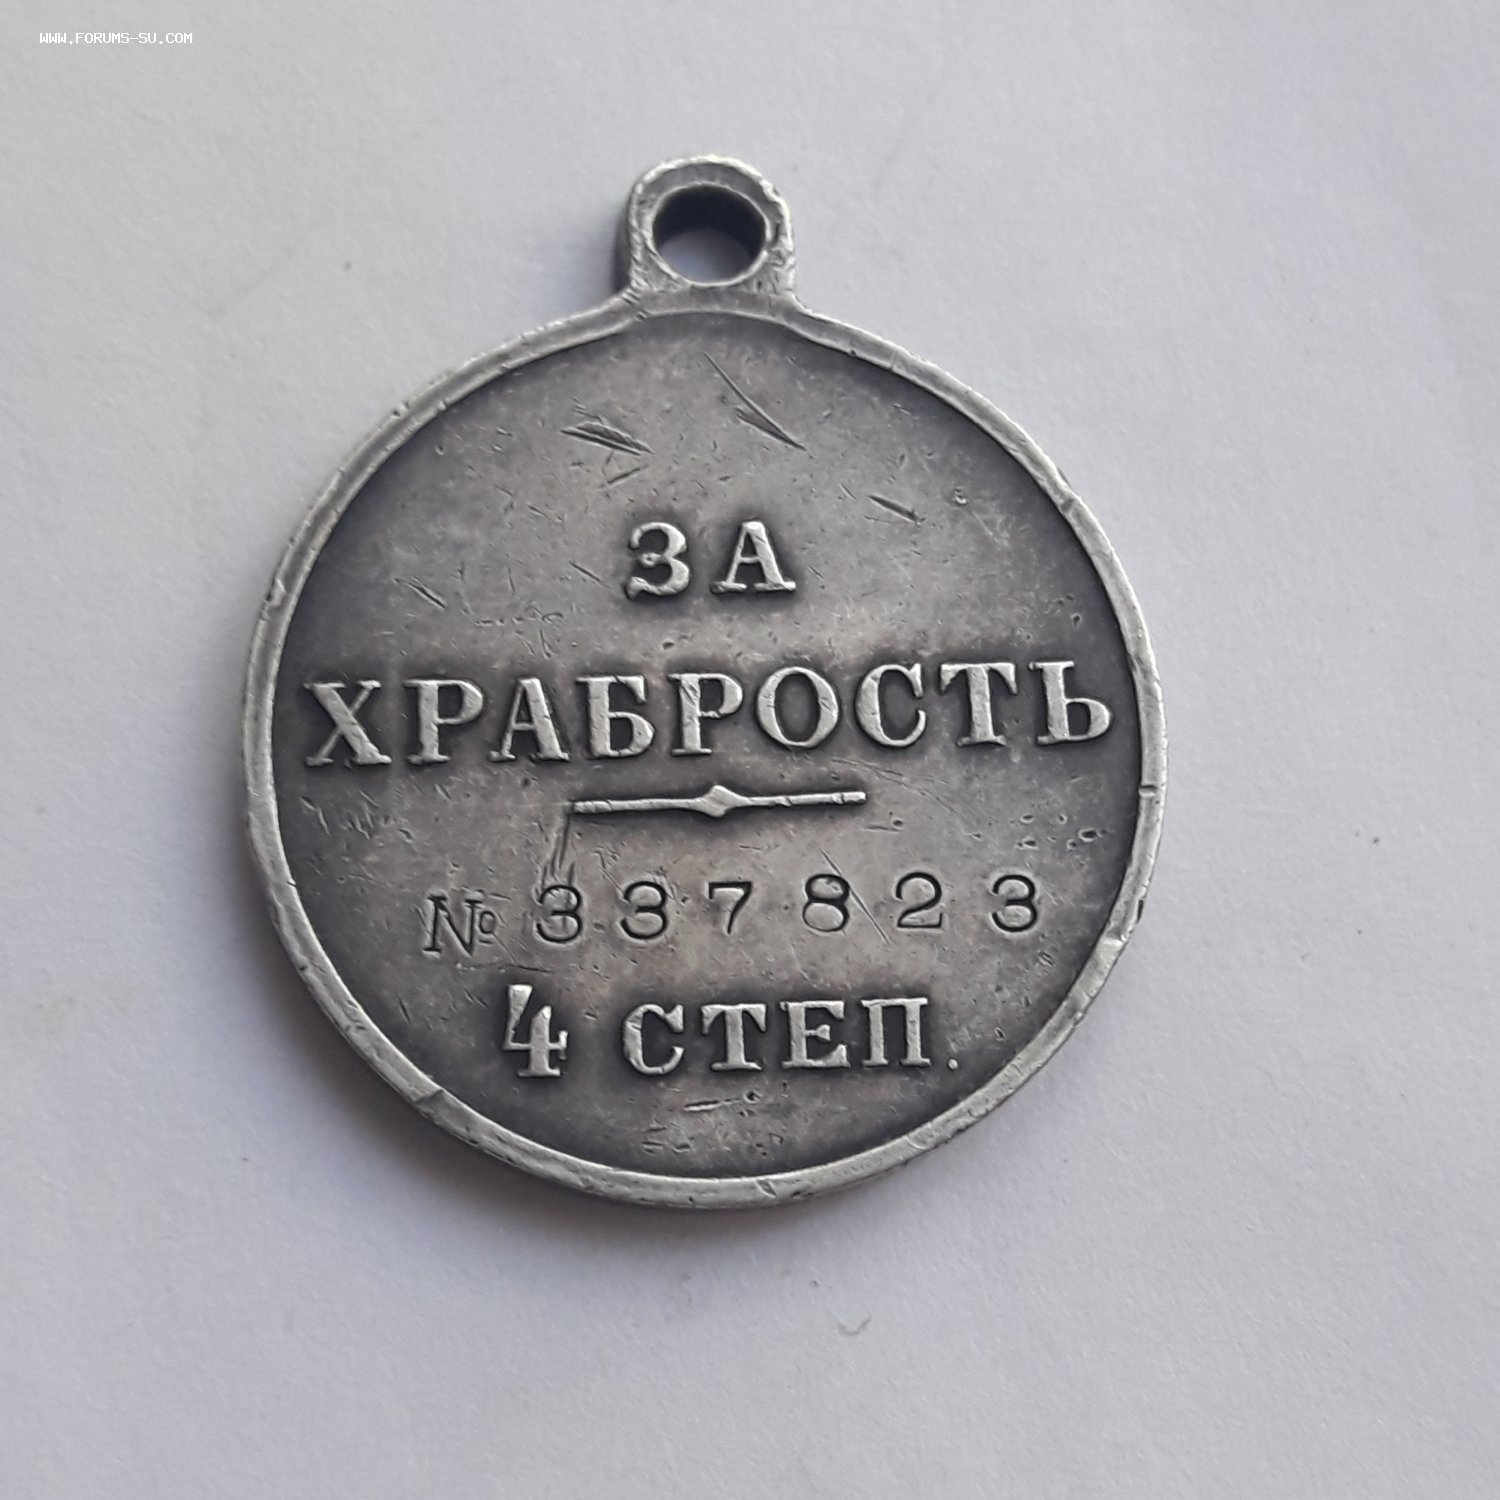 WWW.FORUMS-SU.COM
ЗА
ХРАБРОСТЬ
№ 337823
4 СТЕП.